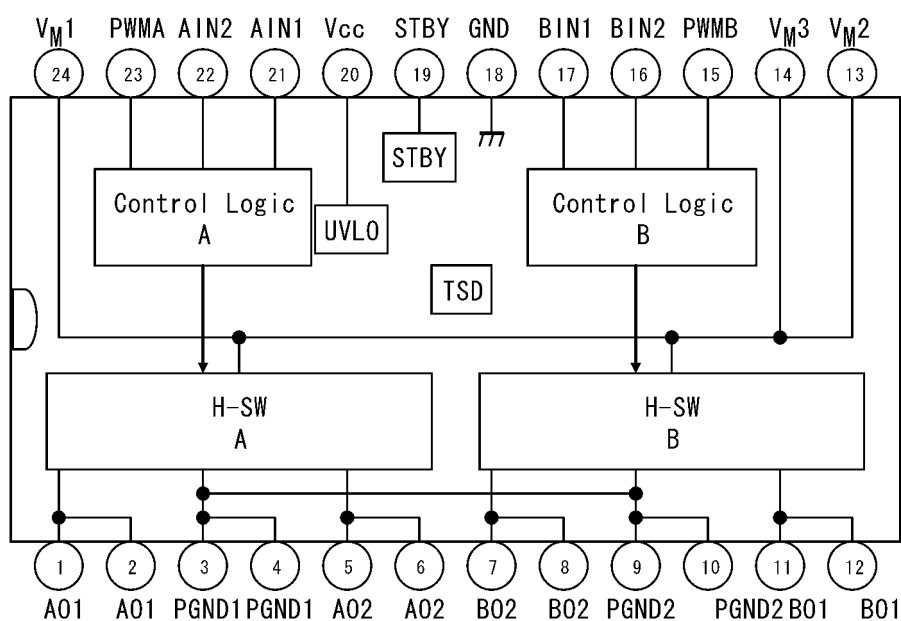 VM1 PWMA AIN2 AIN1 Vcc STBY GND BIN1 BIN2 PWMB VM3 VM2
24 23 22 21 20 19 18 17 16 15 14 13
STBY
Control Logic
A
UVLO
Control Logic
B
TSD
H-SW
A
H-SW
B
1 2 3 4 5 6 7 8 9 10 11 12
AO1 AO1 PGND1 PGND1 AO2 AO2 BO2 BO2 PGND2 PGND2 BO1 BO1